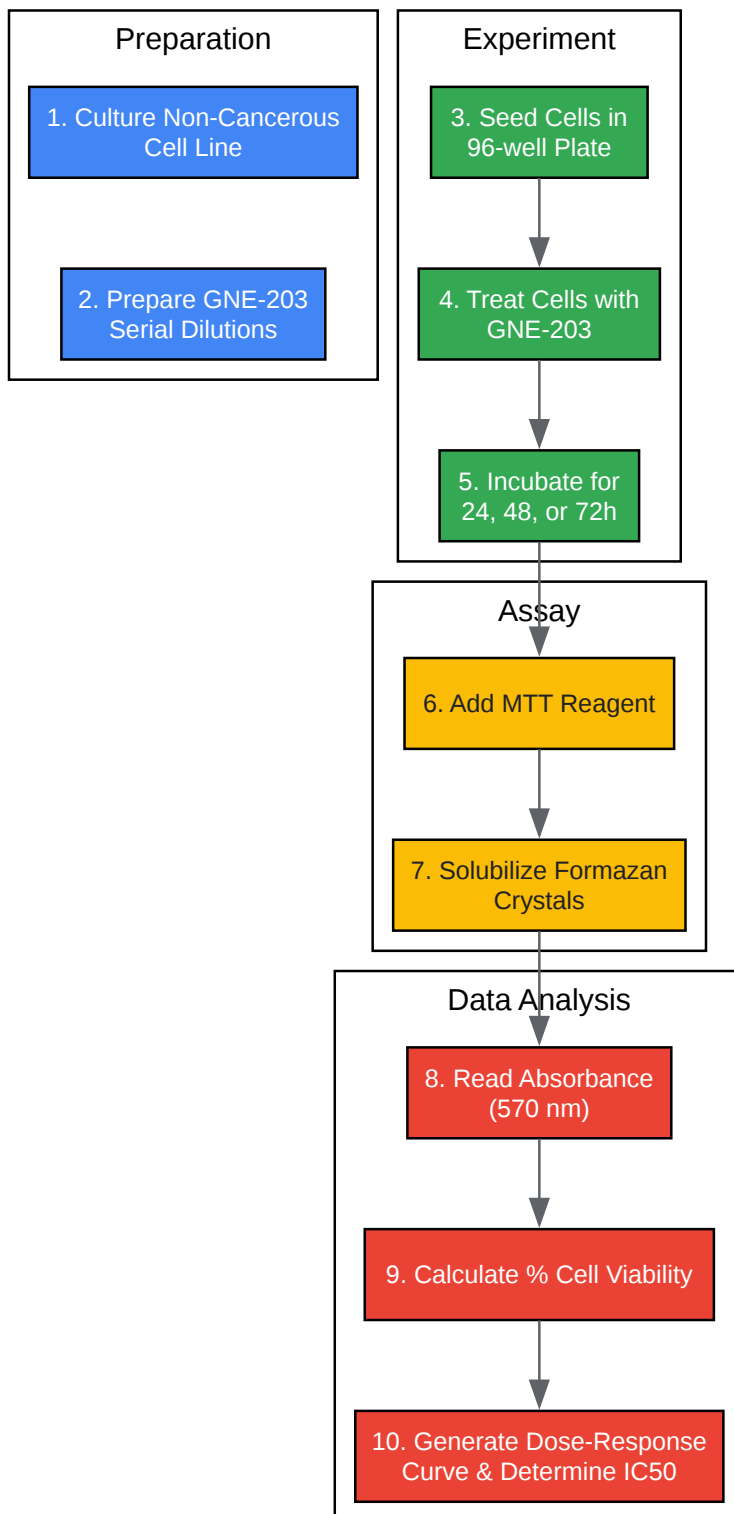 Preparation
1. Culture Non-Cancerous
Cell Line
2. Prepare GNE-203
Serial Dilutions
Experiment
3. Seed Cells in
96-well Plate
4. Treat Cells with
GNE-203
5. Incubate for
24, 48, or 72h
Assay
6. Add MTT Reagent
7. Solubilize Formazan
Crystals
Data Analysis
8. Read Absorbance
(570 nm)
9. Calculate % Cell Viability
10. Generate Dose-Response
Curve & Determine IC50